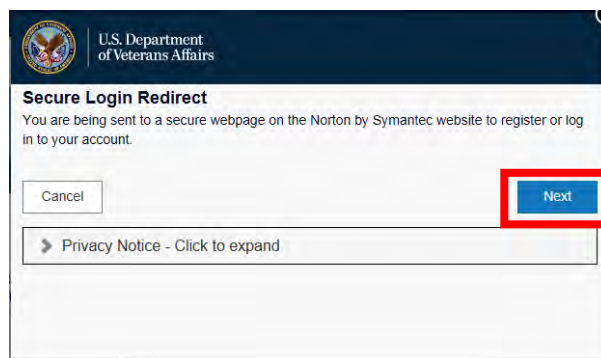 U.S. Department
of Veterans Affairs
Secure Login Redirect
You are being sent to a secure webpage on the Norton by Symantec website to register or log
in to your account.
Cancel
Next
Privacy Notice - Click to expand